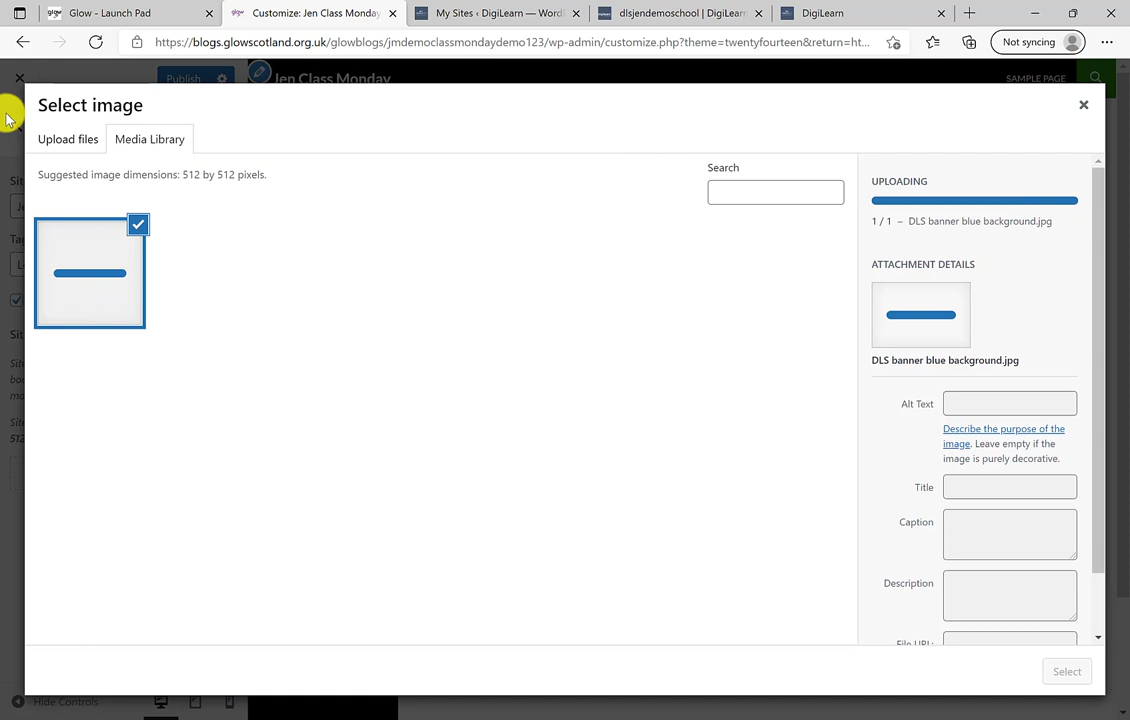 Glow - Launch Pad
Customize: Jen Class Monday
My Sites ‹ DigiLearn — Word
dlsjendemoschool | DigiLearn
DigiLearn
https://blogs.glowscotland.org.uk/glowblogs/jmdemoclassmondaydemo123/wp-admin/customize.php?theme=twentyfourteen&return=ht...
Not syncing
Publish
Jen Class Monday
SAMPLE PAGE
Select image
Upload files
Media Library
Suggested image dimensions: 512 by 512 pixels.
Search
UPLOADING
1 / 1 – DLS banner blue background.jpg
ATTACHMENT DETAILS
DLS banner blue background.jpg
Alt Text
Describe the purpose of the
image. Leave empty if the
image is purely decorative.
Title
Caption
Description
File URL:
Select
Hide Controls